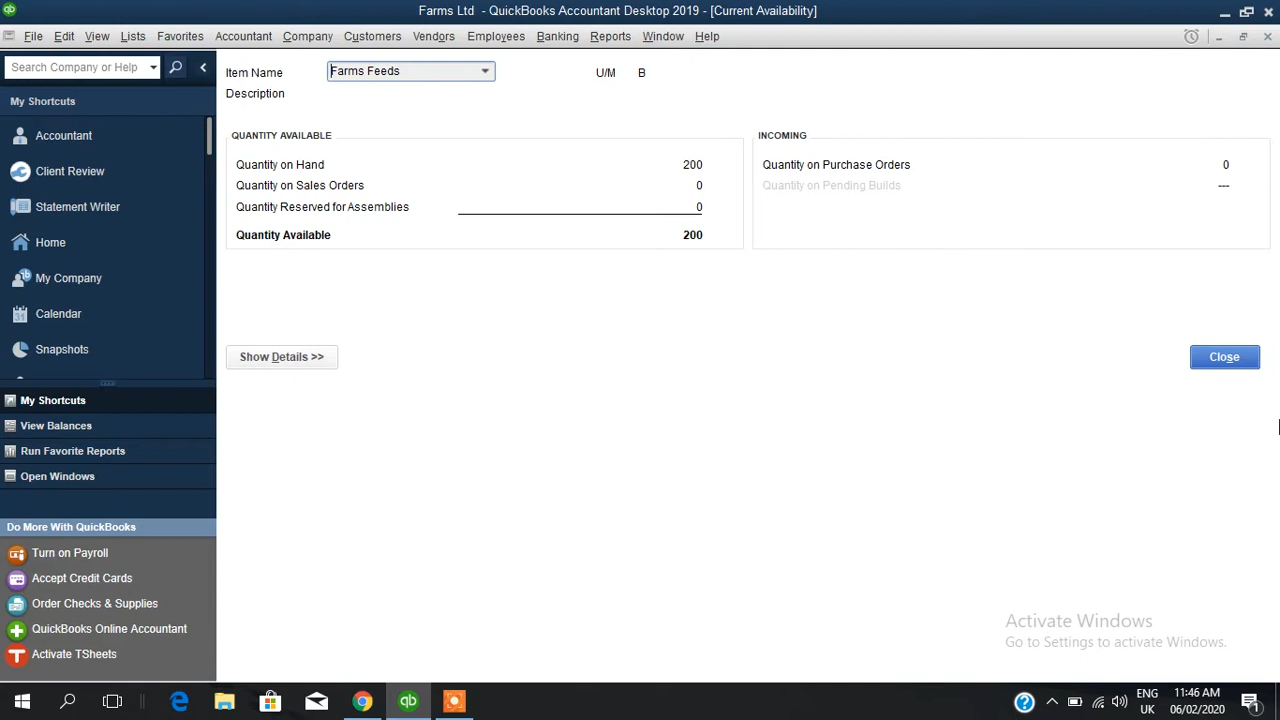 Farms Ltd - QuickBooks Accountant Desktop 2019 - [Current Availability]
File Edit View Lists Favorites Accountant Company Customers Vendors Employees Banking Reports Window Help
Search Company or Help
My Shortcuts
Accountant
Client Review
Statement Writer
Home
My Company
Calendar
31
Snapshots
My Shortcuts
View Balances
Run Favorite Reports
Open Windows
Do More With QuickBooks
Turn on Payroll
Accept Credit Cards
Order Checks & Supplies
QuickBooks Online Accountant
Activate TSheets
Item Name Farms Feeds U/M B
Description
QUANTITY AVAILABLE
Quantity on Hand 200
Quantity on Sales Orders 0
Quantity Reserved for Assemblies 0
Quantity Available 200
INCOMING
Quantity on Purchase Orders 0
Quantity on Pending Builds ---
Show Details >>
Close
Activate Windows
Go to Settings to activate Windows.
ENG
UK
11:46 AM
06/02/2020
1